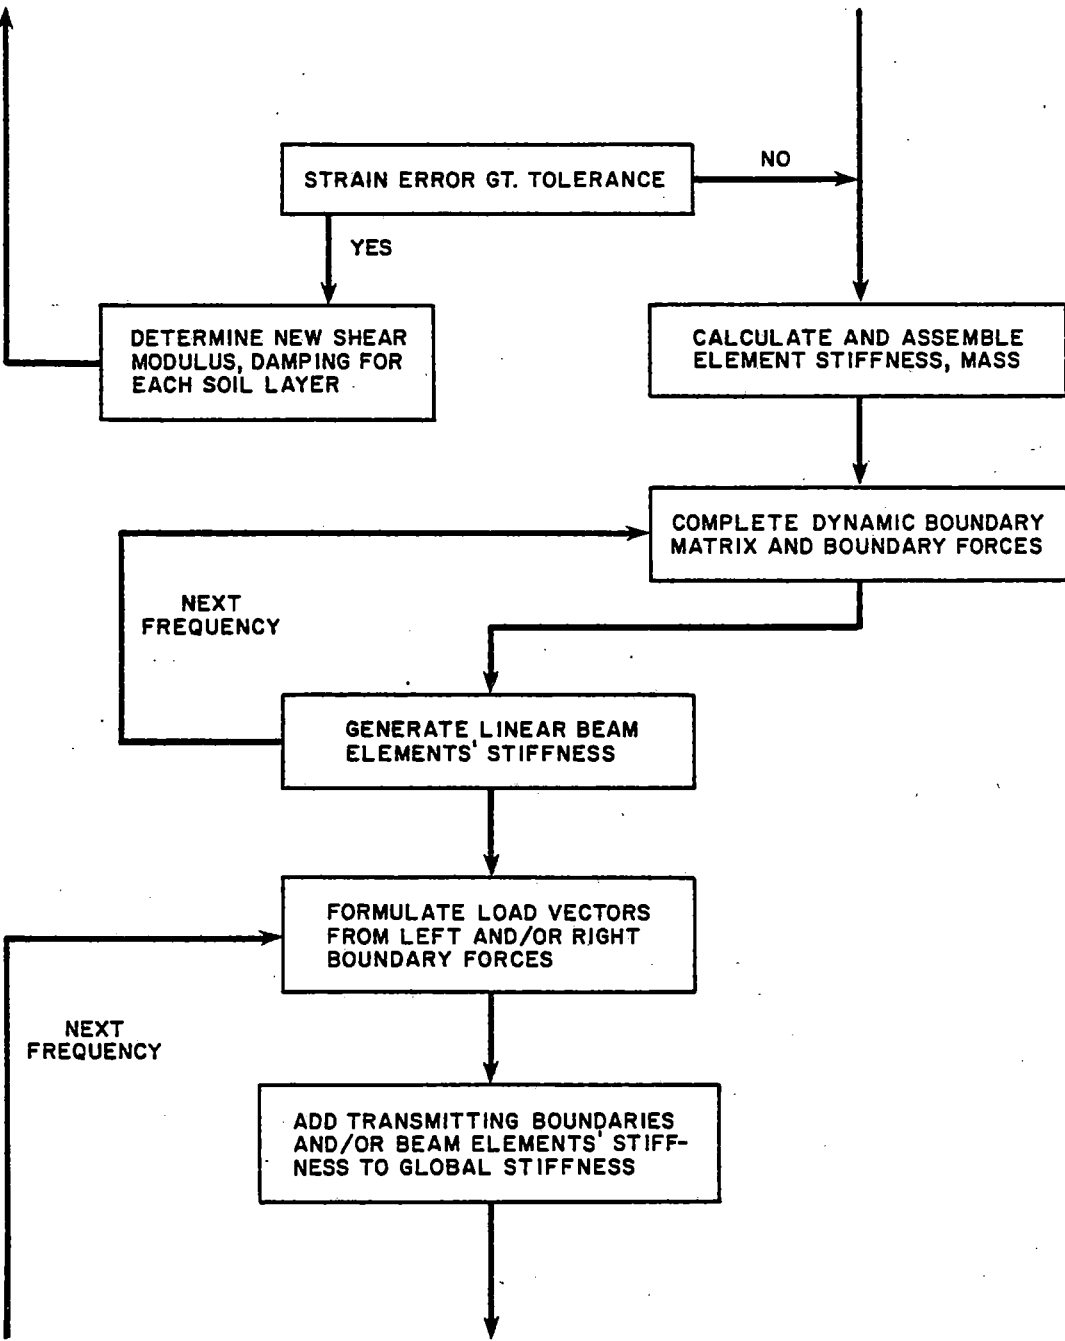 STRAIN ERROR GT. TOLERANCE
NO
YES
DETERMINE NEW SHEAR
MODULUS, DAMPING FOR
EACH SOIL LAYER
CALCULATE AND ASSEMBLE
ELEMENT STIFFNESS, MASS
COMPLETE DYNAMIC BOUNDARY
MATRIX AND BOUNDARY FORCES
NEXT
FREQUENCY
GENERATE LINEAR BEAM
ELEMENTS' STIFFNESS
FORMULATE LOAD VECTORS
FROM LEFT AND/OR RIGHT
BOUNDARY FORCES
NEXT
FREQUENCY
ADD TRANSMITTING BOUNDARIES
AND/OR BEAM ELEMENTS' STIFF-
NESS TO GLOBAL STIFFNESS